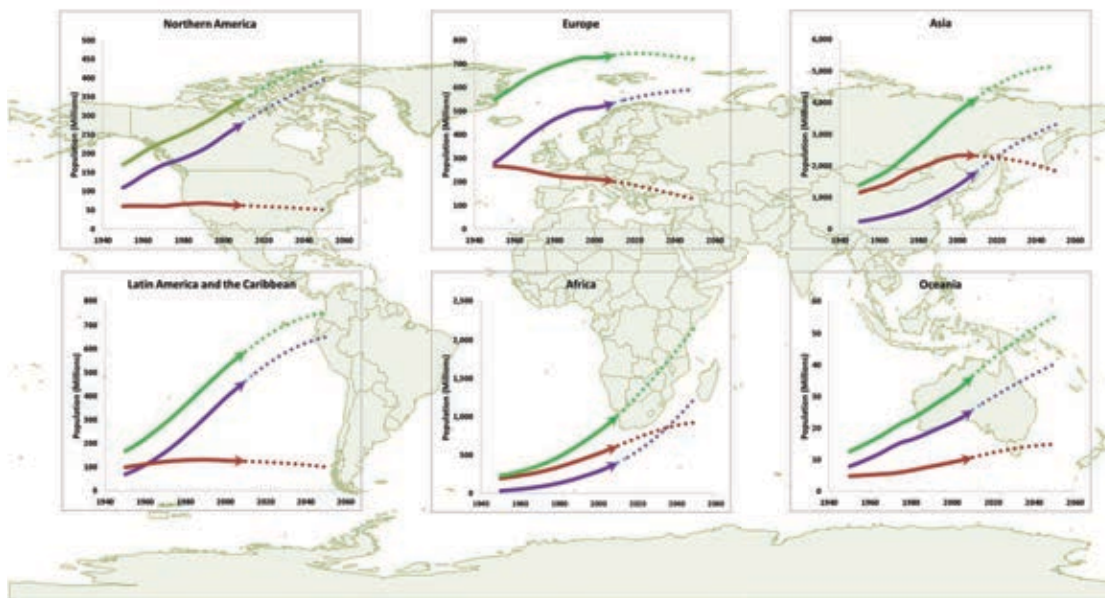 Northern America
Population (Millions)
500
450
400
350
300
250
200
150
100
50
0
1940 1960 1980 2000 2020 2040 2060
Europe
Population (Millions)
800
700
600
500
400
300
200
100
0
1940 1960 1980 2000 2020 2040 2060
Asia
Population (Millions)
6,000
5,000
4,000
3,000
2,000
1,000
0
1940 1960 1980 2000 2020 2040 2060
Latin America and the Caribbean
Population (Millions)
800
700
600
500
400
300
200
100
0
1940 1960 1980 2000 2020 2040 2060
Africa
Population (Millions)
2,500
2,000
1,500
1,000
500
0
1940 1960 1980 2000 2020 2040 2060
Oceania
Population (Millions)
60
50
40
30
20
10
0
1940 1960 1980 2000 2020 2040 2060